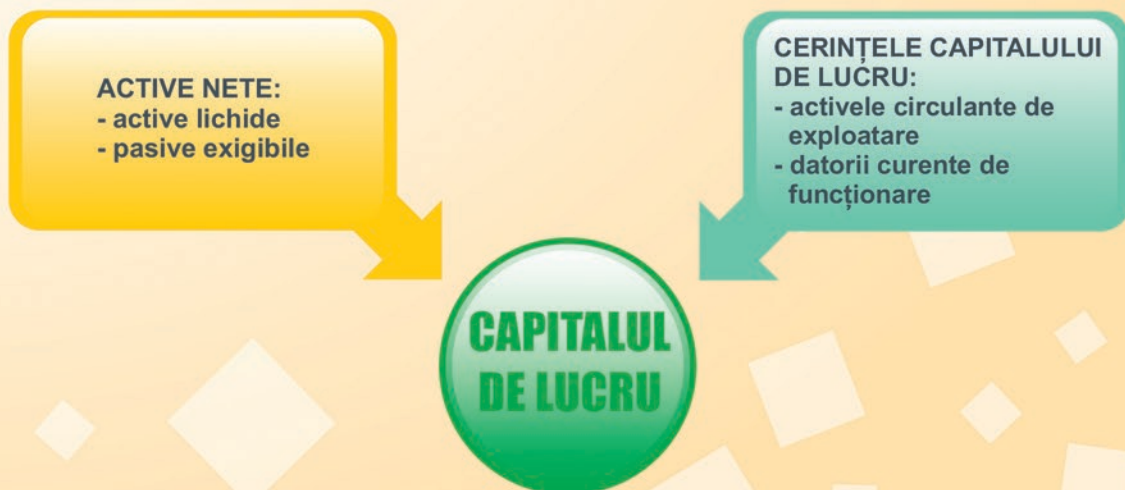 ACTIVE NETE:
- active lichide
- pasive exigibile
CERINȚELE CAPITALULUI
DE LUCRU:
- activele circulante de
exploatare
- datorii curente de
funcționare
CAPITALUL
DE LUCRU